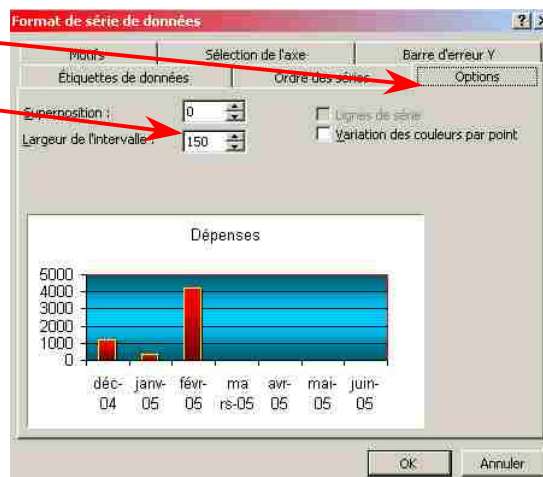 Format de série de données
Motifs Sélection de l'axe Barre d'erreur Y
Étiquettes de données Ordre des séries Options
Superposition : 0 Lignes de série
Largeur de l'intervalle : 150 Variation des couleurs par point
Dépenses
5000
4000
3000
2000
1000
0
déc- janv- févr- ma avr- mai- juin-
04 05 05 rs-05 05 05 05
OK Annuler